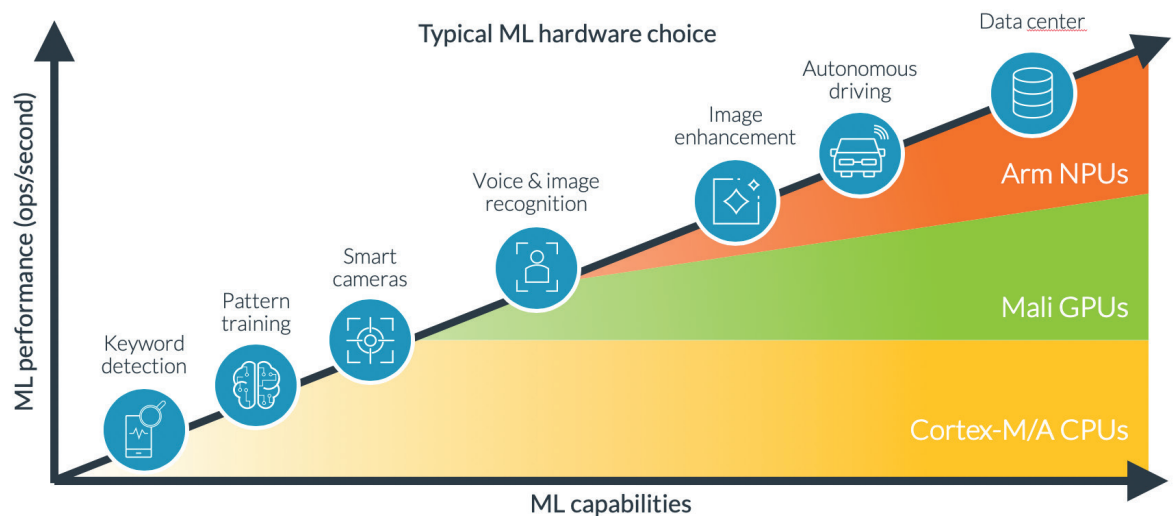 Typical ML hardware choice
Data center
Autonomous
driving
Image
enhancement
Voice & image
recognition
Smart
cameras
Pattern
training
Keyword
detection
Arm NPUs
Mali GPUs
Cortex-M/A CPUs
ML performance (ops/second)
ML capabilities